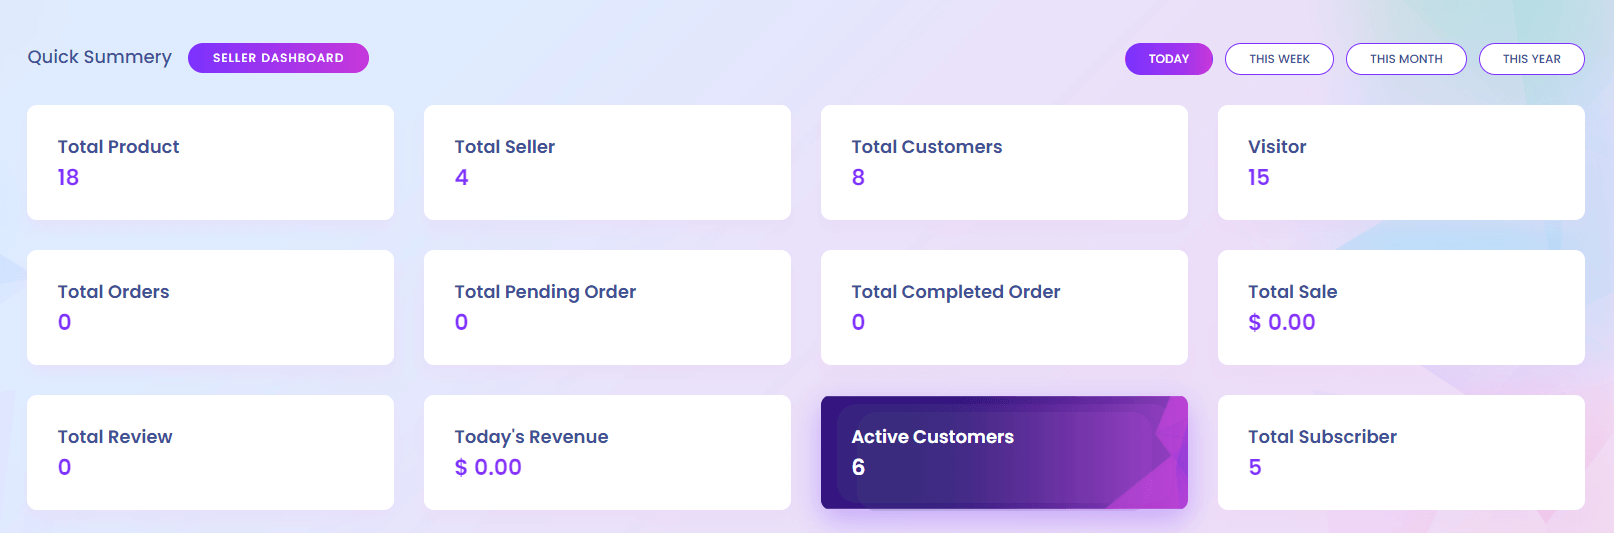 Quick Summery SELLER DASHBOARD TODAY THIS WEEK THIS MONTH THIS YEAR
Total Product
18
Total Seller
4
Total Customers
8
Visitor
15
Total Orders
0
Total Pending Order
0
Total Completed Order
0
Total Sale
$ 0.00
Total Review
0
Today's Revenue
$ 0.00
Active Customers
6
Total Subscriber
5